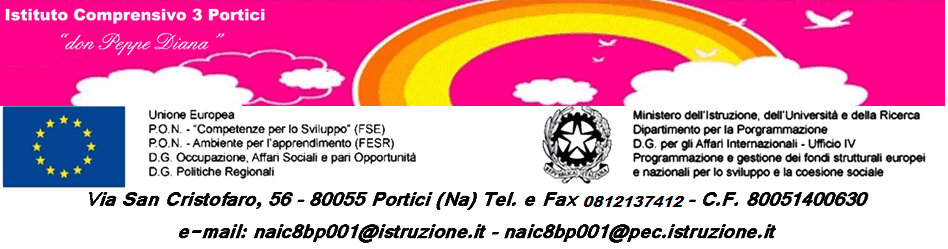 Istituto Comprensivo 3 Portici
“don Peppe Diana ”
Unione Europea
P.O.N. - “Competenze per lo Sviluppo” (FSE)
P.O.N. - Ambiente per l'apprendimento (FESR)
D.G. Occupazione, Affari Sociali e pari Opportunità
D.G. Politiche Regionali
Ministero dell'Istruzione, dell'Università e della Ricerca
Dipartimento per la Porgrammazione
D.G. per gli Affari Internazionali - Ufficio IV
Programmazione e gestione dei fondi strutturali europei
e nazionali per lo sviluppo e la coesione sociale
REPVBBLICA ITALIANA
Via San Cristofaro, 56 - 80055 Portici (Na) Tel. e Fax 0812137412 - C.F. 80051400630
e-mail: naic8bp001@istruzione.it - naic8bp001@pec.istruzione.it